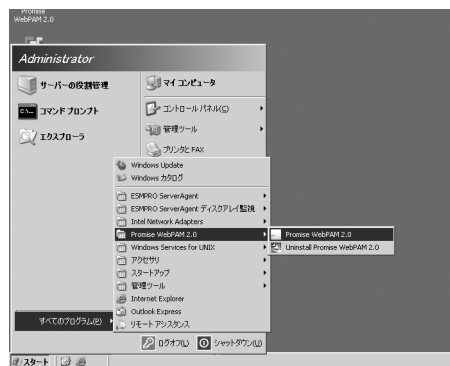 Promise
WebPAM 2.0
Administrator
サーバーの役割管理
コマンド プロンプト
エクスプローラ
マイ コンピュータ
コントロール パネル(C)
管理ツール
プリンタと FAX
Windows Update
Windows カタログ
ESMPRO ServerAgent
ESMPRO ServerAgent ディスクアレイ監視
Intel Network Adapters
Promise WebPAM 2.0
Windows Services for UNIX
アクセサリ
スタートアップ
管理ツール
Internet Explorer
Outlook Express
リモート アシスタンス
Promise WebPAM 2.0
Uninstall Promise WebPAM 2.0
すべてのプログラム(P)
ログオフ(L)
シャットダウン(U)
スタート